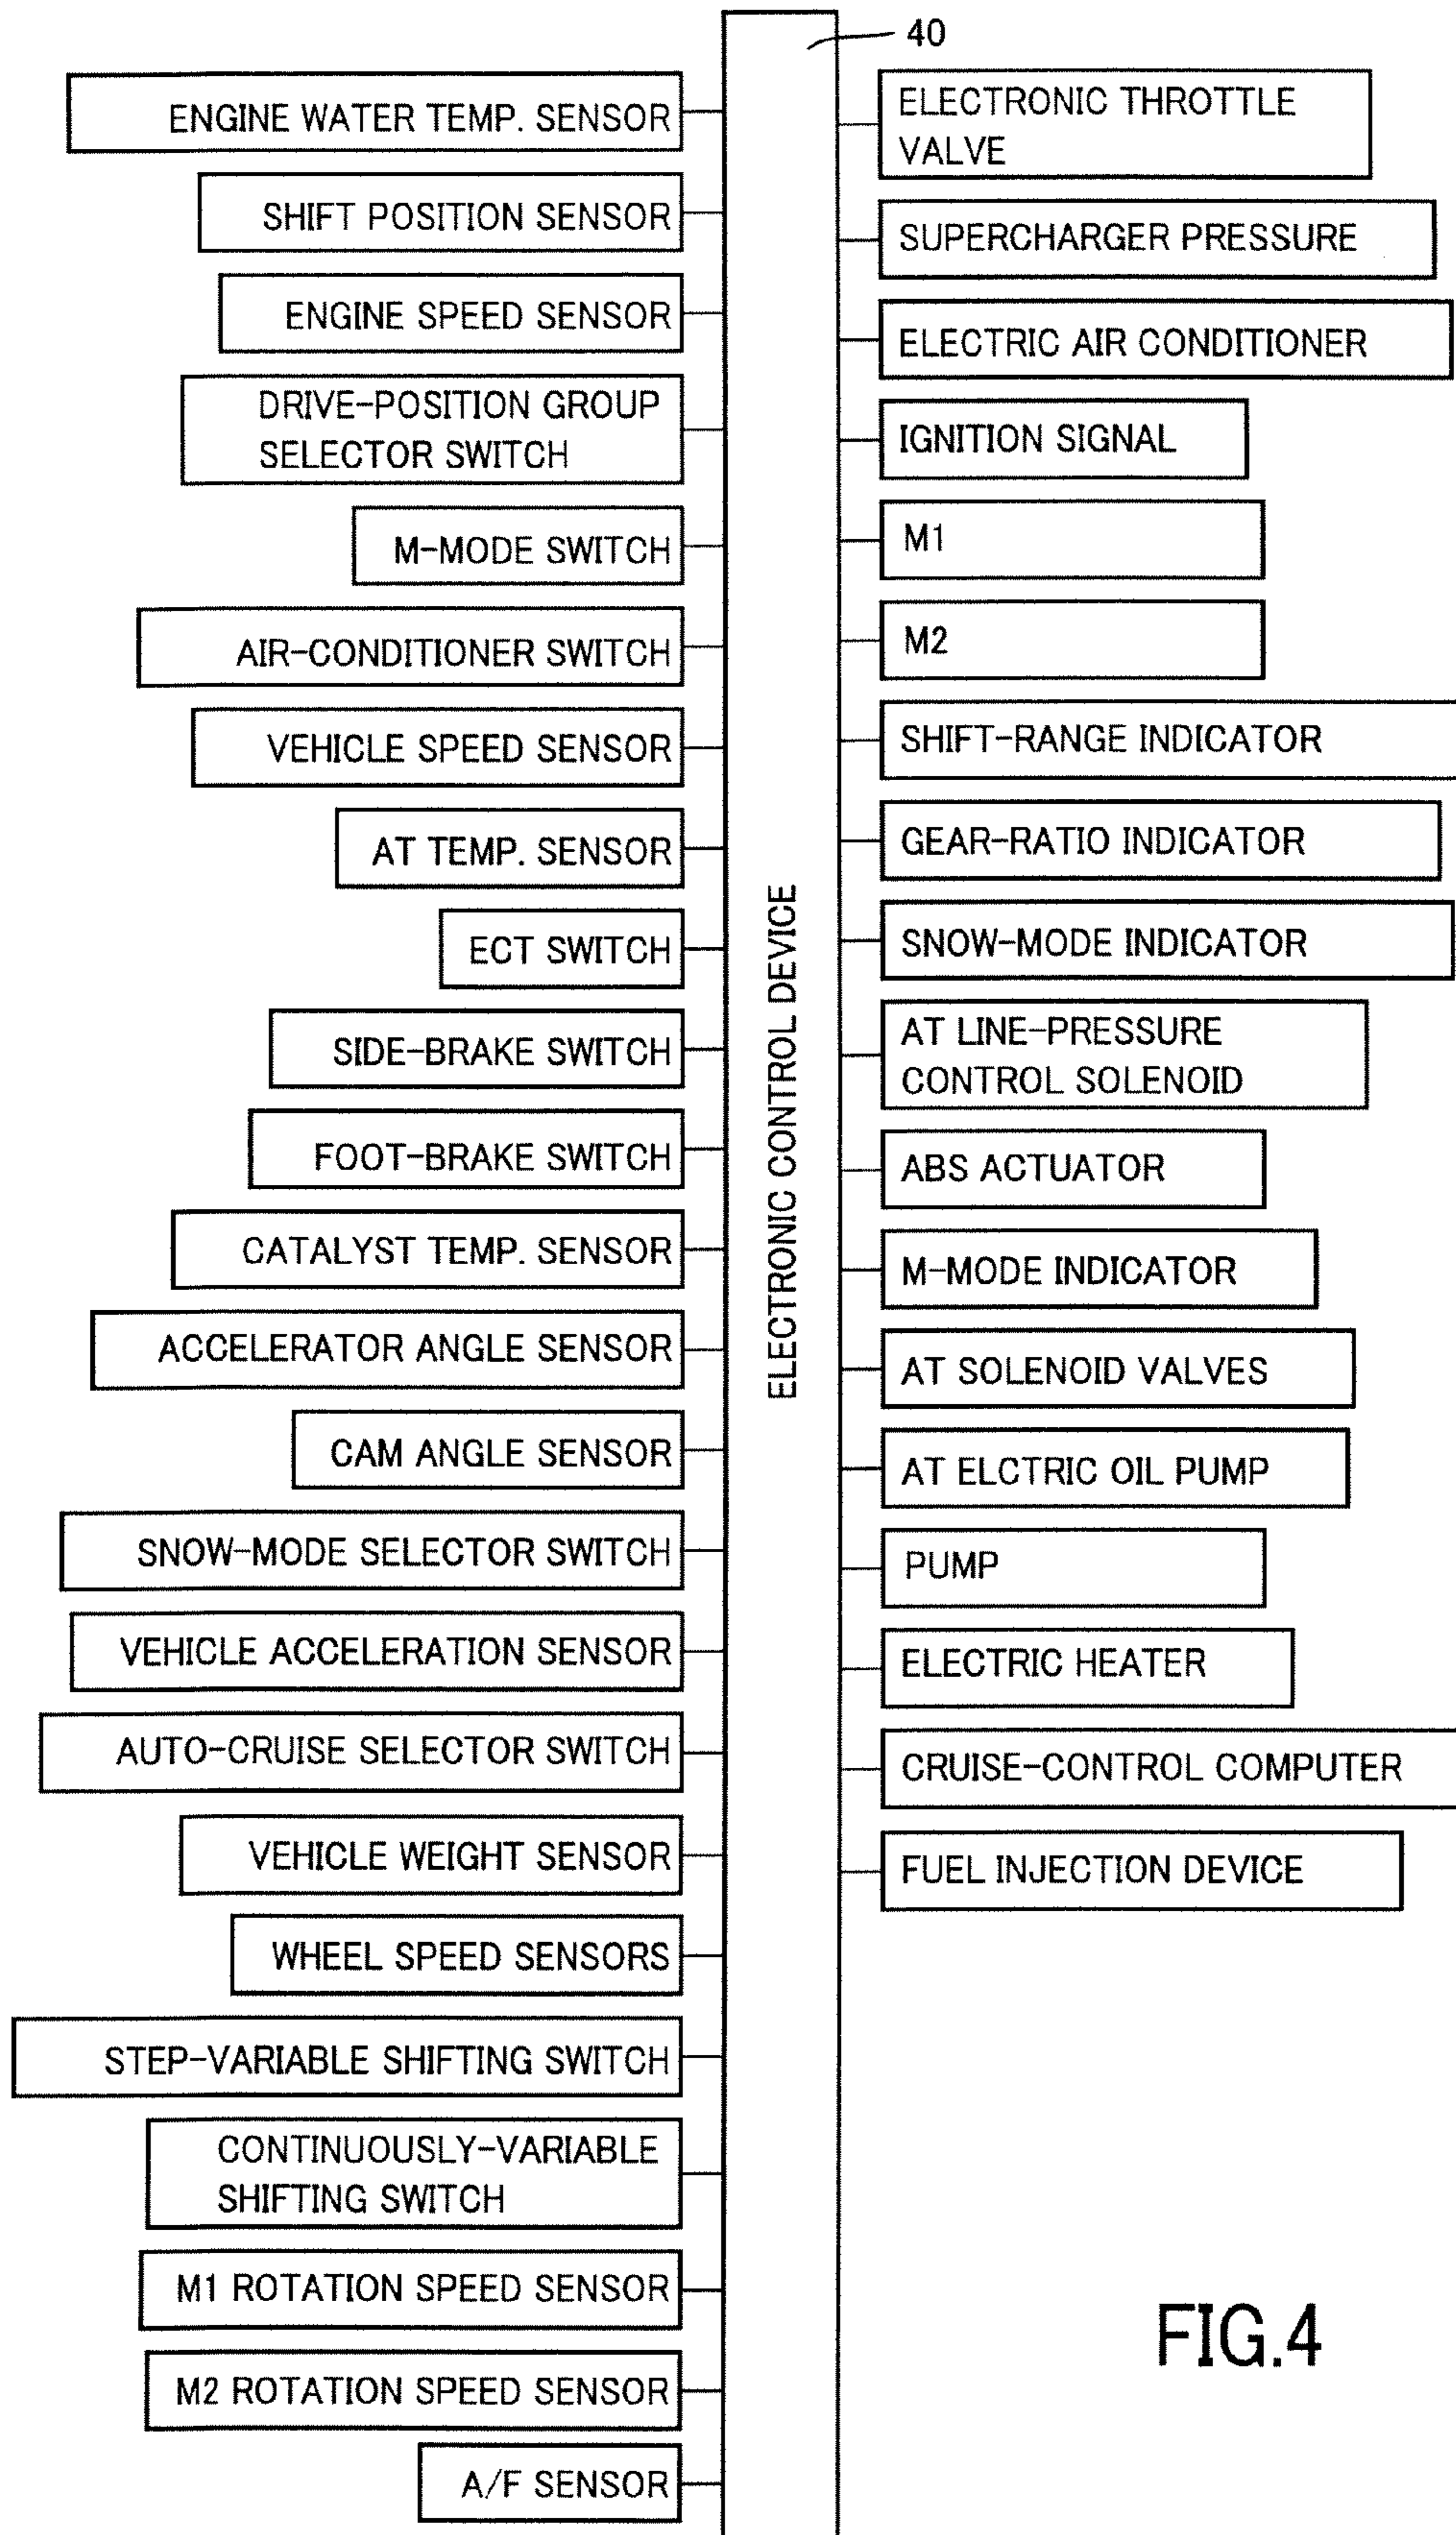 40
ENGINE WATER TEMP. SENSOR
SHIFT POSITION SENSOR
ENGINE SPEED SENSOR
DRIVE-POSITION GROUP
SELECTOR SWITCH
M-MODE SWITCH
AIR-CONDITIONER SWITCH
VEHICLE SPEED SENSOR
AT TEMP. SENSOR
ECT SWITCH
SIDE-BRAKE SWITCH
FOOT-BRAKE SWITCH
CATALYST TEMP. SENSOR
ACCELERATOR ANGLE SENSOR
CAM ANGLE SENSOR
SNOW-MODE SELECTOR SWITCH
VEHICLE ACCELERATION SENSOR
AUTO-CRUISE SELECTOR SWITCH
VEHICLE WEIGHT SENSOR
WHEEL SPEED SENSORS
STEP-VARIABLE SHIFTING SWITCH
CONTINUOUSLY-VARIABLE
SHIFTING SWITCH
M1 ROTATION SPEED SENSOR
M2 ROTATION SPEED SENSOR
A/F SENSOR
ELECTRONIC CONTROL DEVICE
ELECTRONIC THROTTLE
VALVE
SUPERCHARGER PRESSURE
ELECTRIC AIR CONDITIONER
IGNITION SIGNAL
M1
M2
SHIFT-RANGE INDICATOR
GEAR-RATIO INDICATOR
SNOW-MODE INDICATOR
AT LINE-PRESSURE
CONTROL SOLENOID
ABS ACTUATOR
M-MODE INDICATOR
AT SOLENOID VALVES
AT ELCTRIC OIL PUMP
PUMP
ELECTRIC HEATER
CRUISE-CONTROL COMPUTER
FUEL INJECTION DEVICE
FIG.4